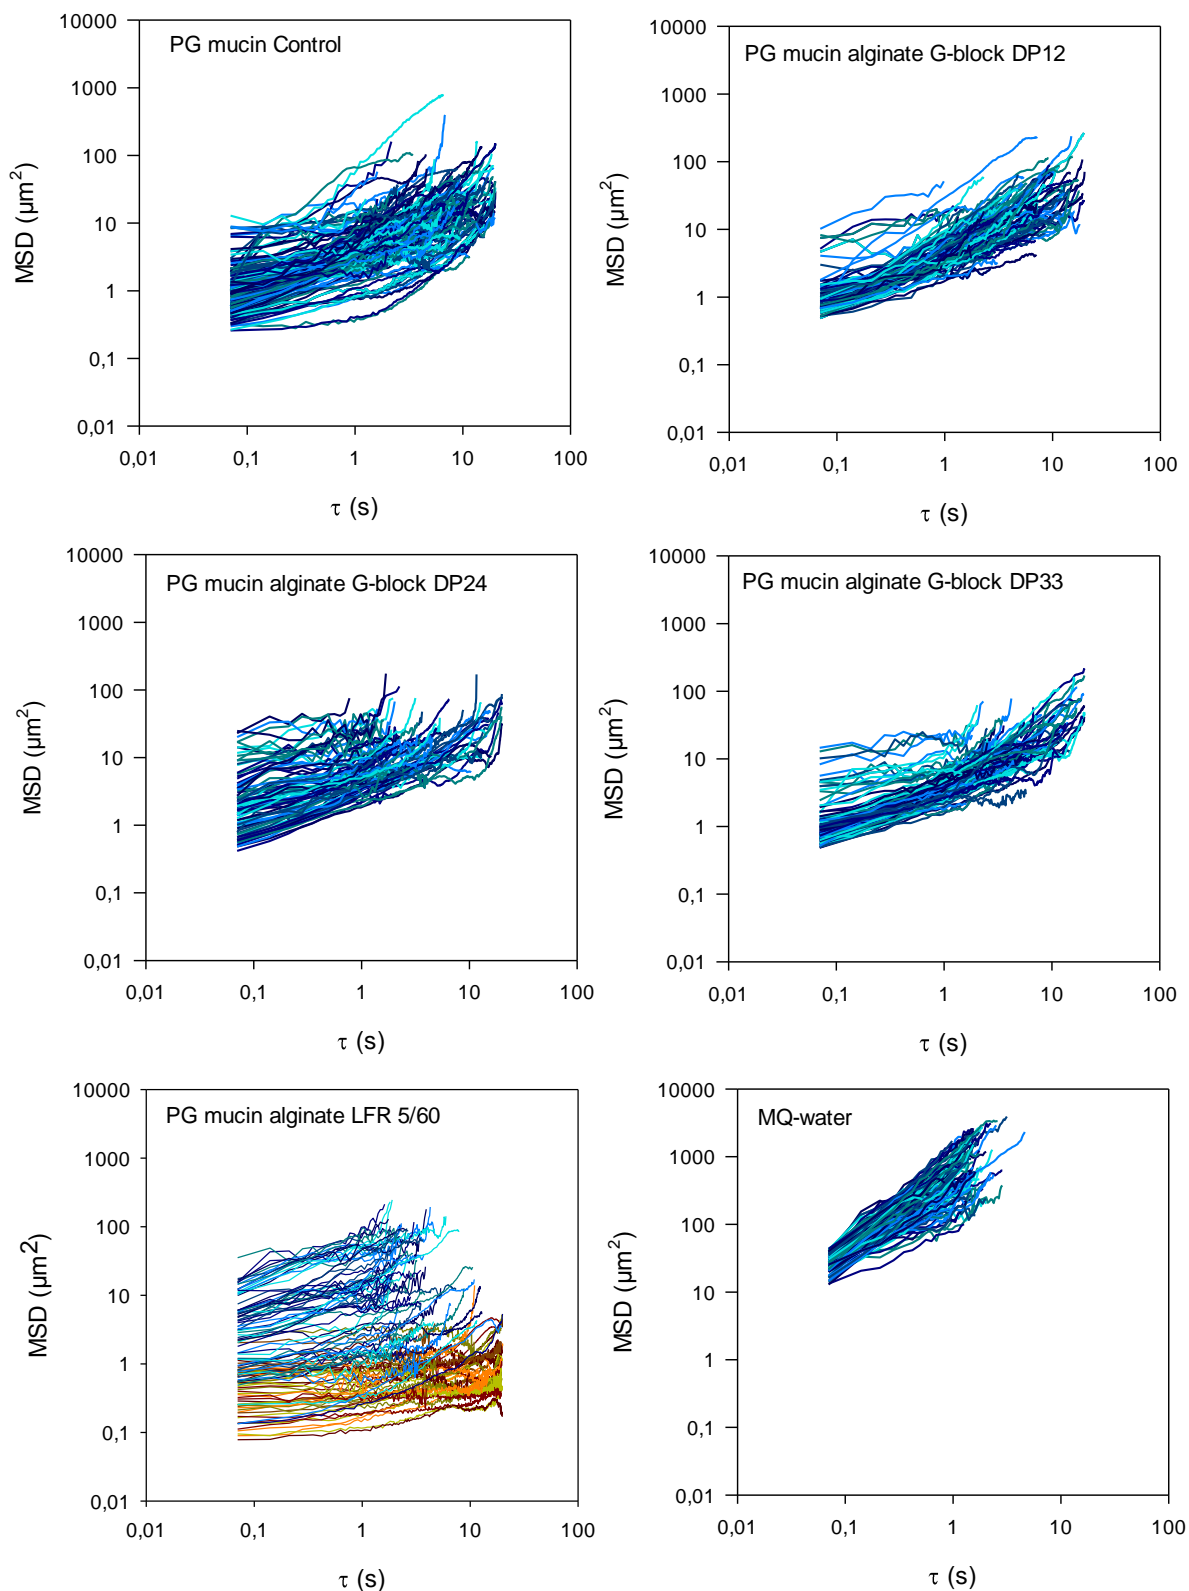 PG mucin Control
MSD (µm²)
10000
1000
100
10
1
0,1
0,01
0,01 0,1 1 10 100
τ (s)
PG mucin alginate G-block DP12
MSD (µm²)
10000
1000
100
10
1
0,1
0,01
0,01 0,1 1 10 100
τ (s)
PG mucin alginate G-block DP24
MSD (µm²)
10000
1000
100
10
1
0,1
0,01
0,01 0,1 1 10 100
τ (s)
PG mucin alginate G-block DP33
MSD (µm²)
10000
1000
100
10
1
0,1
0,01
0,01 0,1 1 10 100
τ (s)
PG mucin alginate LFR 5/60
MSD (µm²)
10000
1000
100
10
1
0,1
0,01
0,01 0,1 1 10 100
τ (s)
MQ-water
MSD (µm²)
10000
1000
100
10
1
0,1
0,01
0,01 0,1 1 10 100
τ (s)